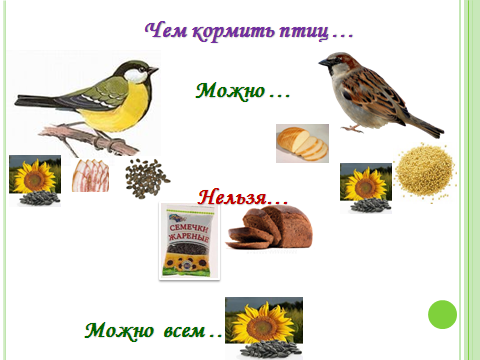 Чем кормить птиц…
Можно…
Нельзя…
СЕМЕЧКИ
ЖАРЕНЫЕ
Можно всем…